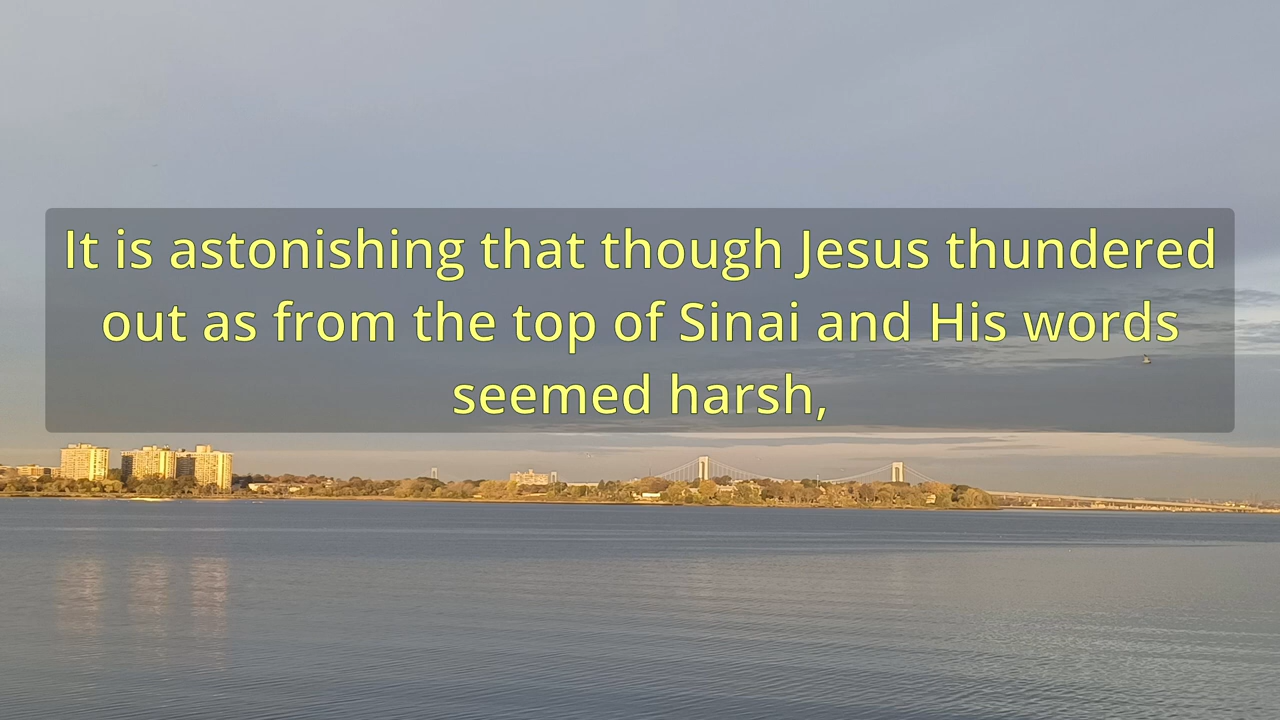 It is astonishing that though Jesus thundered
out as from the top of Sinai and His words
seemed harsh,